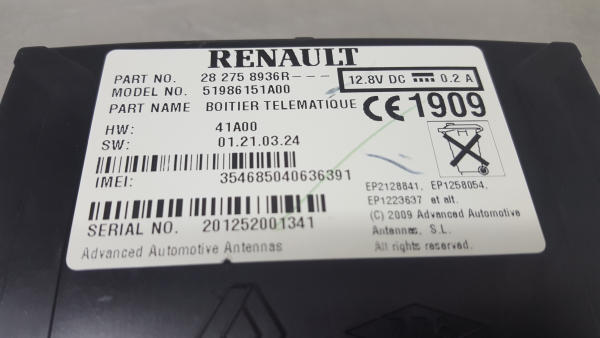 RENAULT
PART NO. 28 275 8936R---
12.8V DC 0.2 A
MODEL NO. 51986151A00
PART NAME BOITIER TELEMATIQUE
CE1909
HW: 41A00
SW: 01.21.03.24
IMEI: 354685040636391
EP2128841, EP1258054,
EP1223637 et alt.
(C) 2009 Advanced Automotive
Antennas, S.L.
All rights reserved.
SERIAL NO. 201252001341
Advanced Automotive Antennas